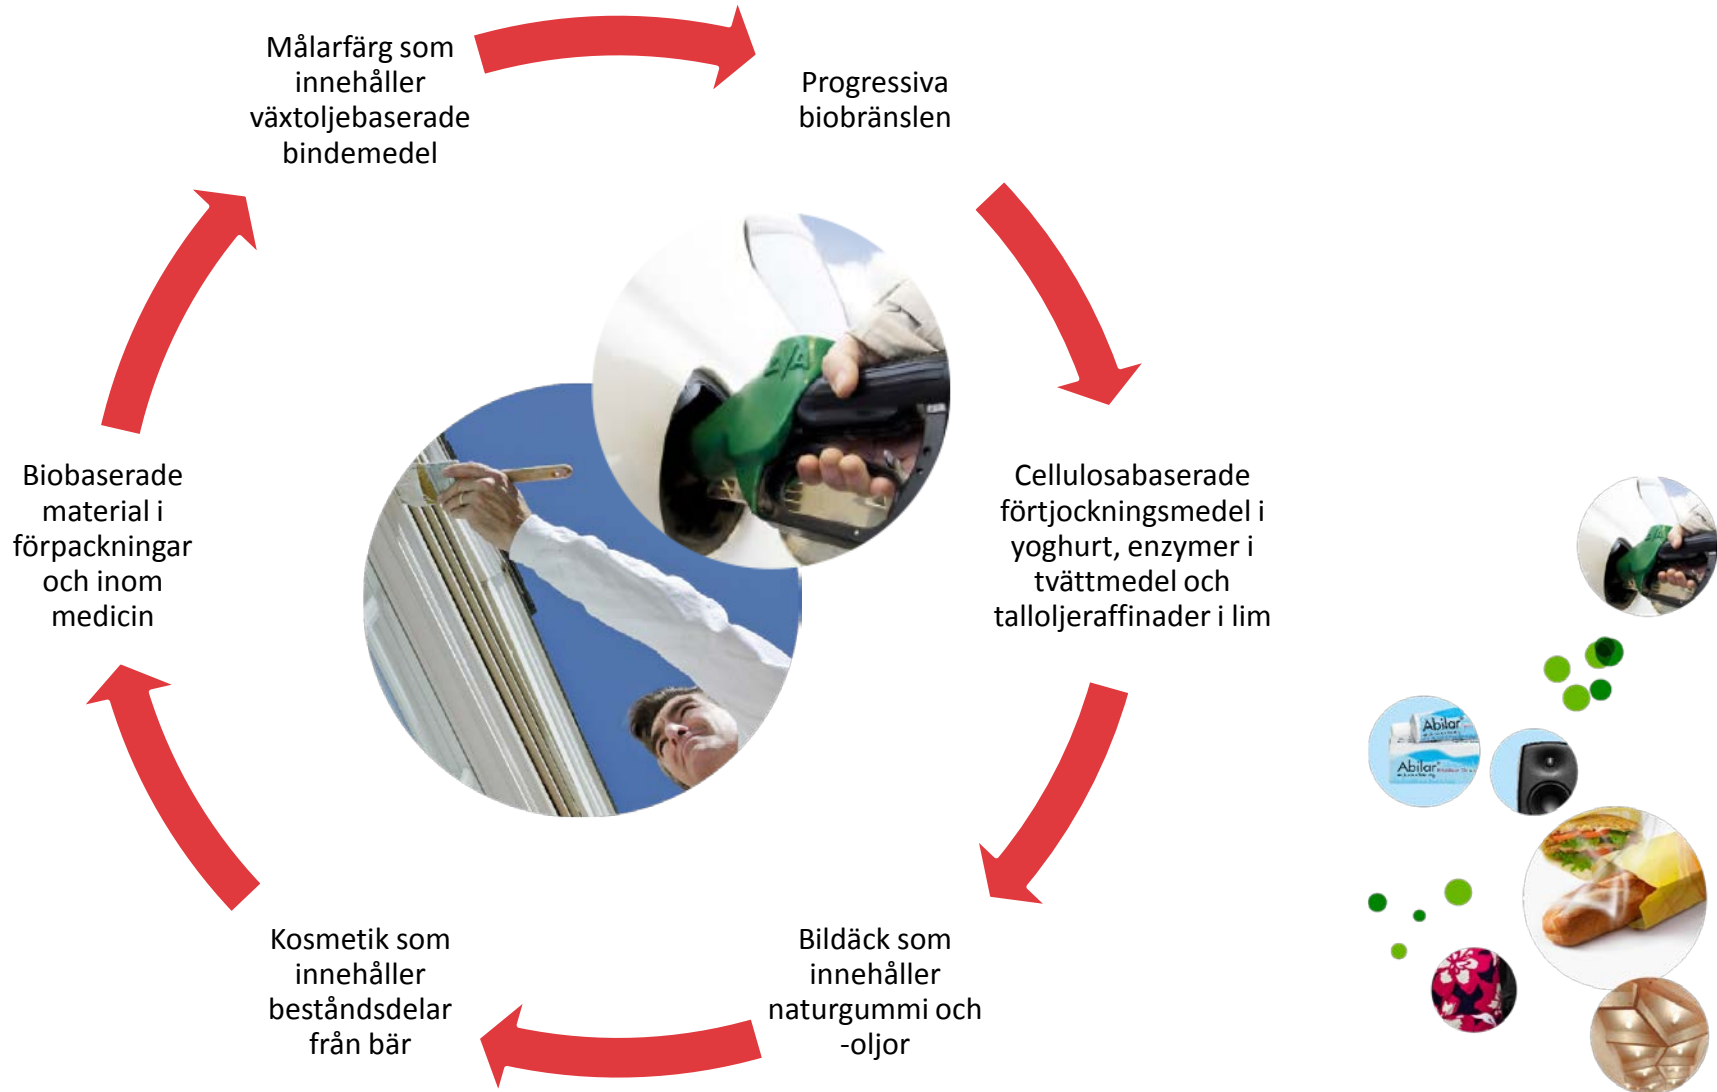 Målarfärg som
innehåller
växtoljebaserade
bindemedel
Progressiva
biobränslen
Cellulosabaserade
förtjockningsmedel i
yoghurt, enzymer i
tvättmedel och
talloljeraffinader i lim
Bildäck som
innehåller
naturgummi och
-oljor
Kosmetik som
innehåller
beståndsdelar
från bär
Biobaserade
material i
förpackningar
och inom
medicin
Abilar
Abilar